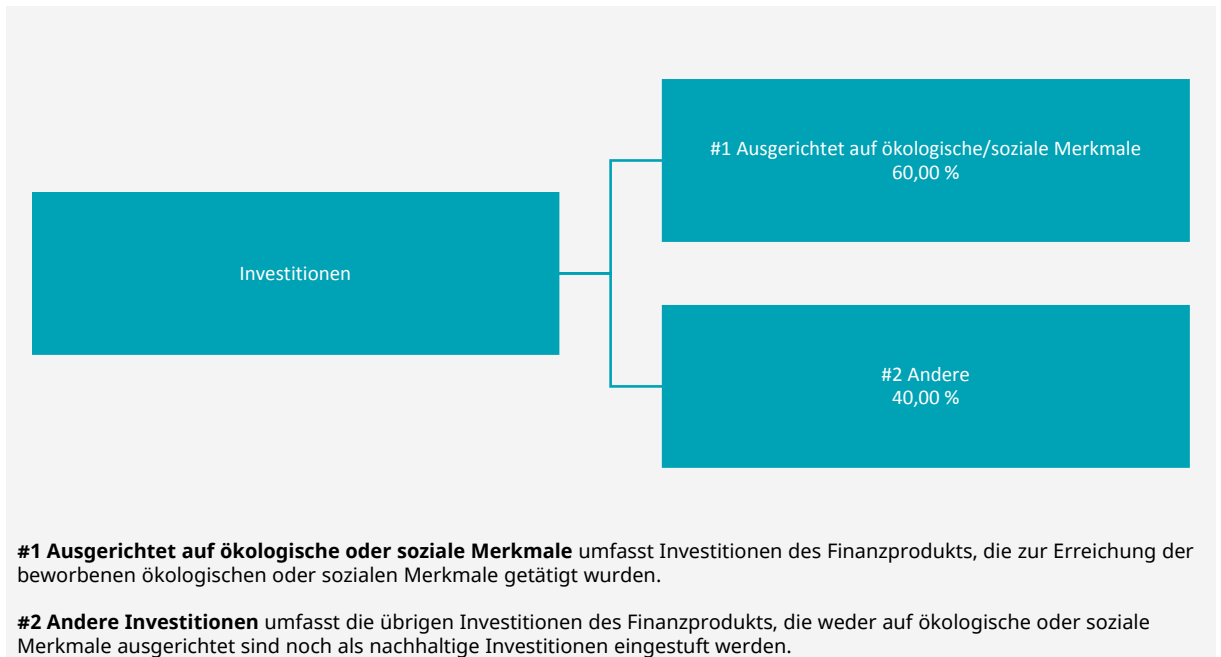 #1 Ausgerichtet auf ökologische/soziale Merkmale
60,00 %
Investitionen
#2 Andere
40,00 %
#1 Ausgerichtet auf ökologische oder soziale Merkmale umfasst Investitionen des Finanzprodukts, die zur Erreichung der
beworbenen ökologischen oder sozialen Merkmale getätigt wurden.
#2 Andere Investitionen umfasst die übrigen Investitionen des Finanzprodukts, die weder auf ökologische oder soziale
Merkmale ausgerichtet sind noch als nachhaltige Investitionen eingestuft werden.